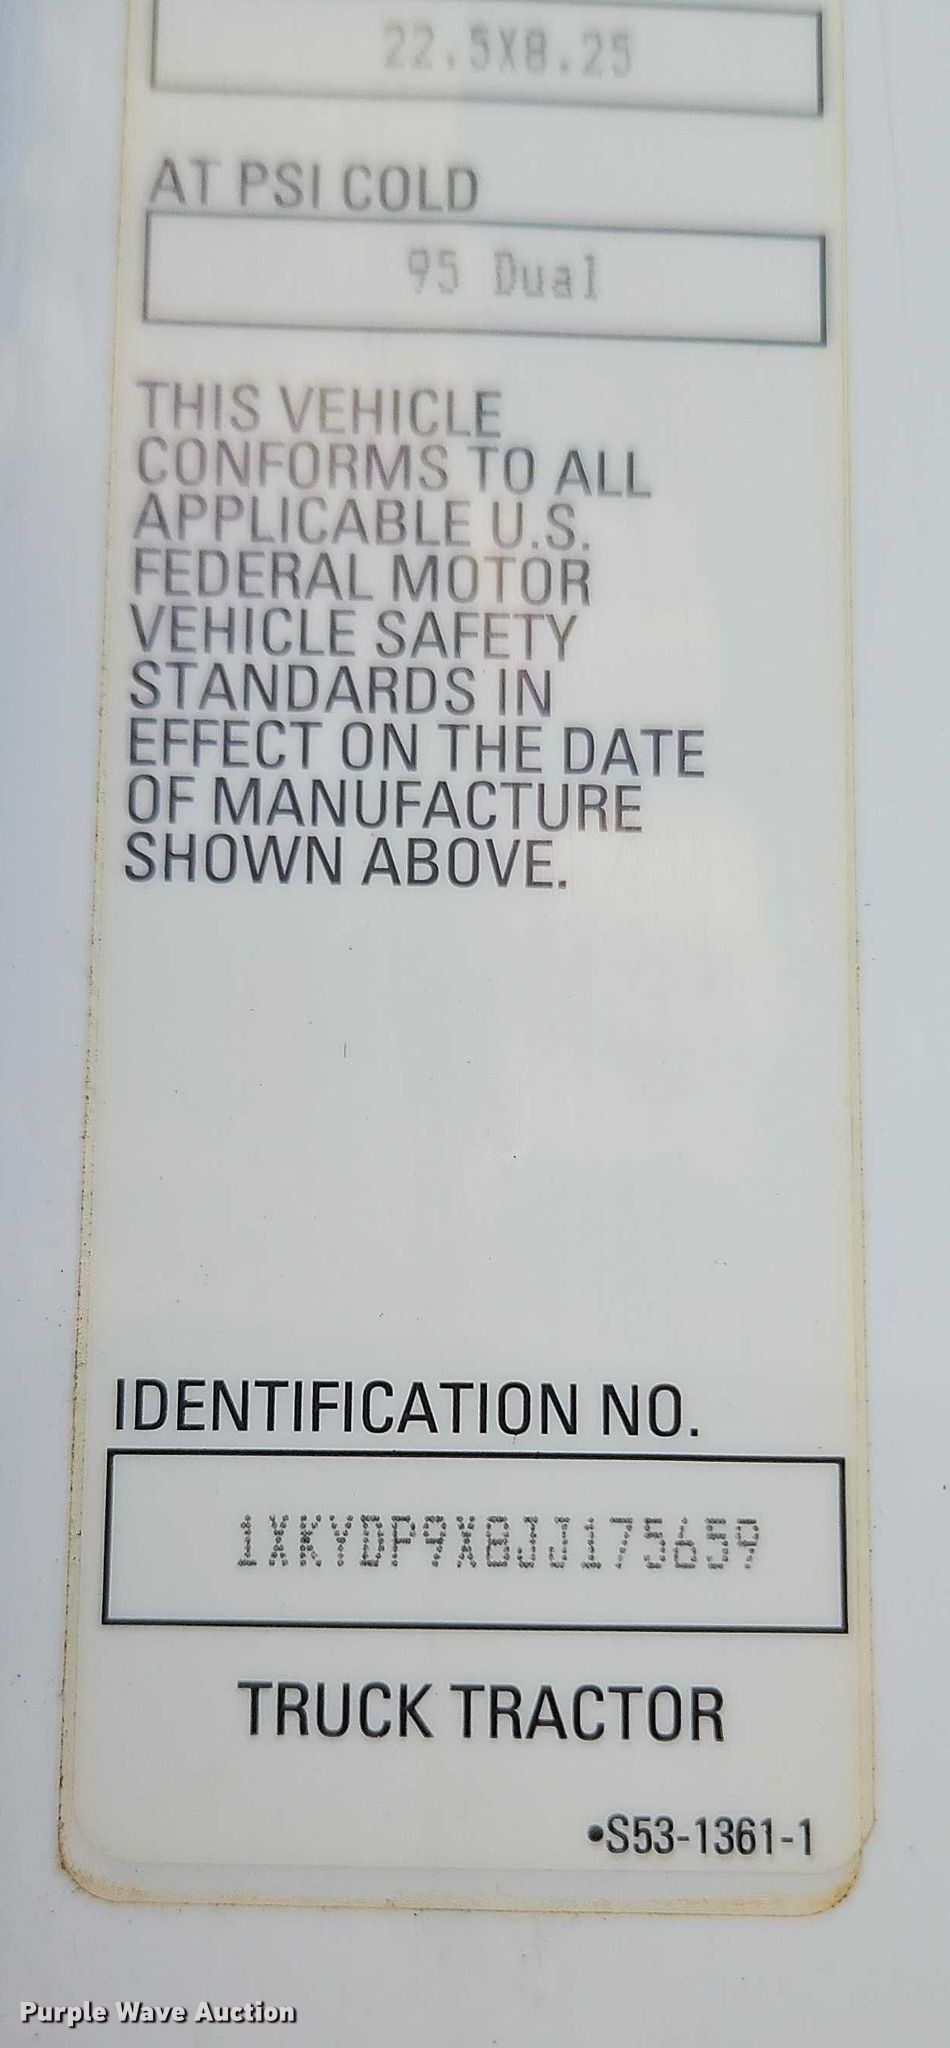 22.5X8.25
AT PSI COLD
95 Dual
THIS VEHICLE
CONFORMS TO ALL
APPLICABLE U.S.
FEDERAL MOTOR
VEHICLE SAFETY
STANDARDS IN
EFFECT ON THE DATE
OF MANUFACTURE
SHOWN ABOVE.
IDENTIFICATION NO.
1XKYDP9X8JJ175659
TRUCK TRACTOR
•S53-1361-1
Purple Wave Auction